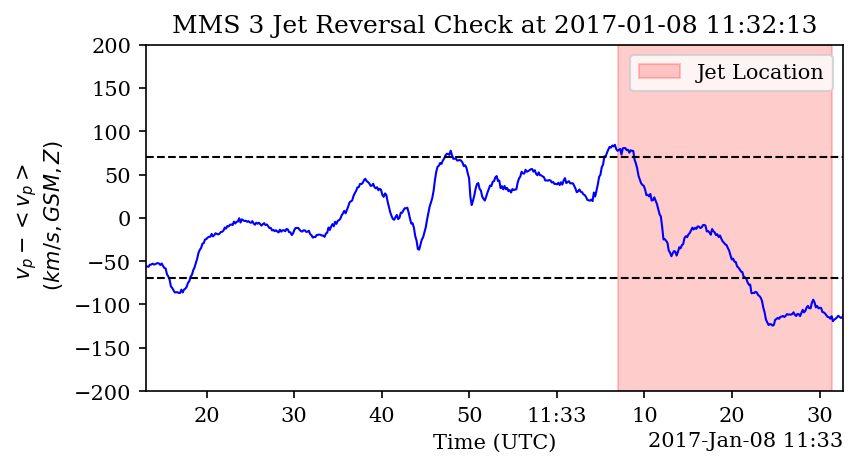 MMS 3 Jet Reversal Check at 2017-01-08 11:32:13
Jet Location
v_p − <v_p>
(km/s, GSM, Z)
200
150
100
50
0
−50
−100
−150
−200
20 30 40 50 11:33 10 20 30
Time (UTC)
2017-Jan-08 11:33